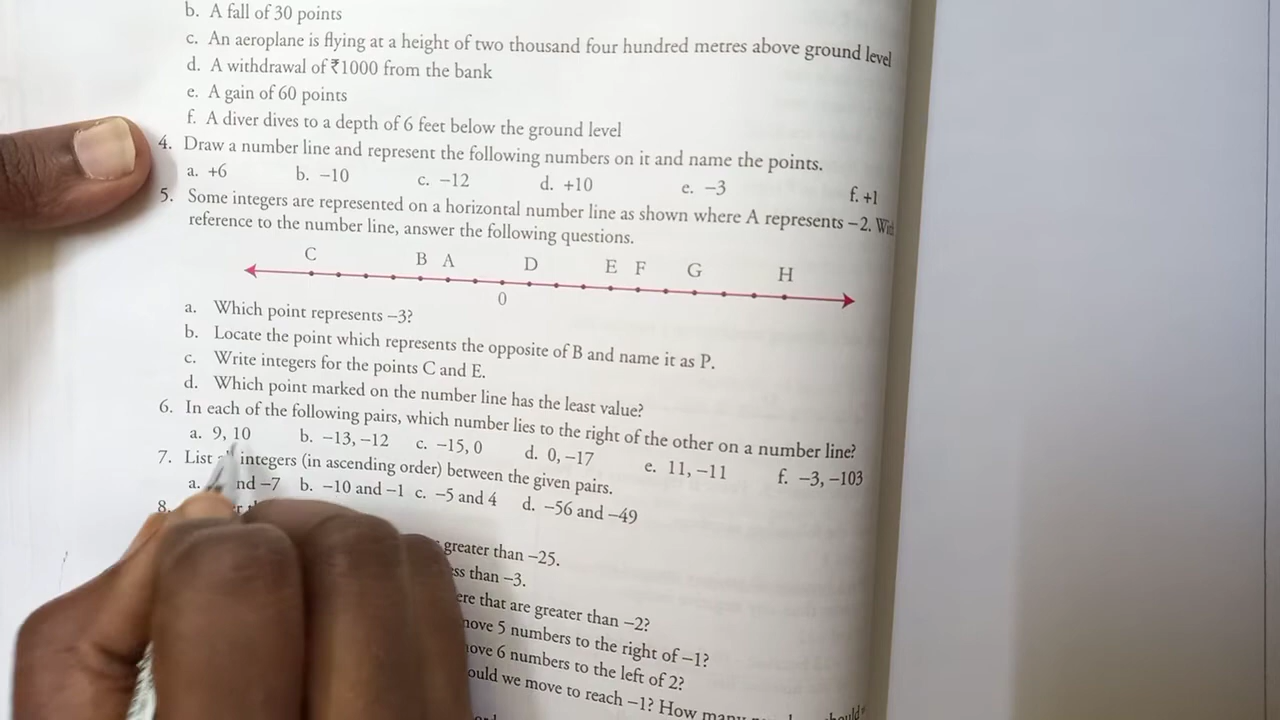 b. A fall of 30 points
c. An aeroplane is flying at a height of two thousand four hundred metres above ground level
d. A withdrawal of ₹1000 from the bank
e. A gain of 60 points
f. A diver dives to a depth of 6 feet below the ground level
4. Draw a number line and represent the following numbers on it and name the points.
a. +6 b. −10 c. −12 d. +10 e. −3 f. +1
5. Some integers are represented on a horizontal number line as shown where A represents −2. With
reference to the number line, answer the following questions.
C B A D E F G H
0
a. Which point represents −3?
b. Locate the point which represents the opposite of B and name it as P.
c. Write integers for the points C and E.
d. Which point marked on the number line has the least value?
6. In each of the following pairs, which number lies to the right of the other on a number line?
a. 9, 10 b. −13, −12 c. −15, 0 d. 0, −17 e. 11, −11 f. −3, −103
7. List integers (in ascending order) between the given pairs.
a. nd −7 b. −10 and −1 c. −5 and 4 d. −56 and −49
8.
greater than −25.
ss than −3.
ere that are greater than −2?
ove 5 numbers to the right of −1?
ove 6 numbers to the left of 2?
ould we move to reach −1? How many should